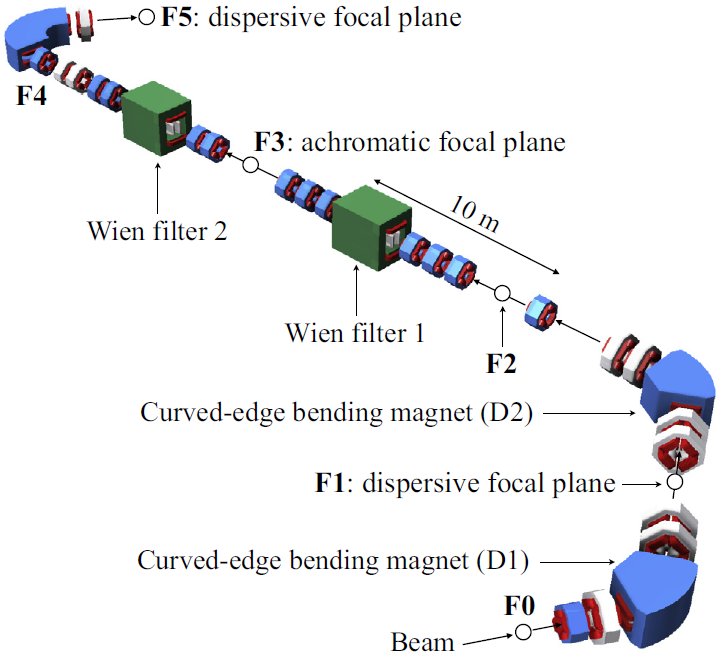 F5: dispersive focal plane
F4
F3: achromatic focal plane
Wien filter 2
10 m
Wien filter 1
F2
Curved-edge bending magnet (D2)
F1: dispersive focal plane
Curved-edge bending magnet (D1)
F0
Beam